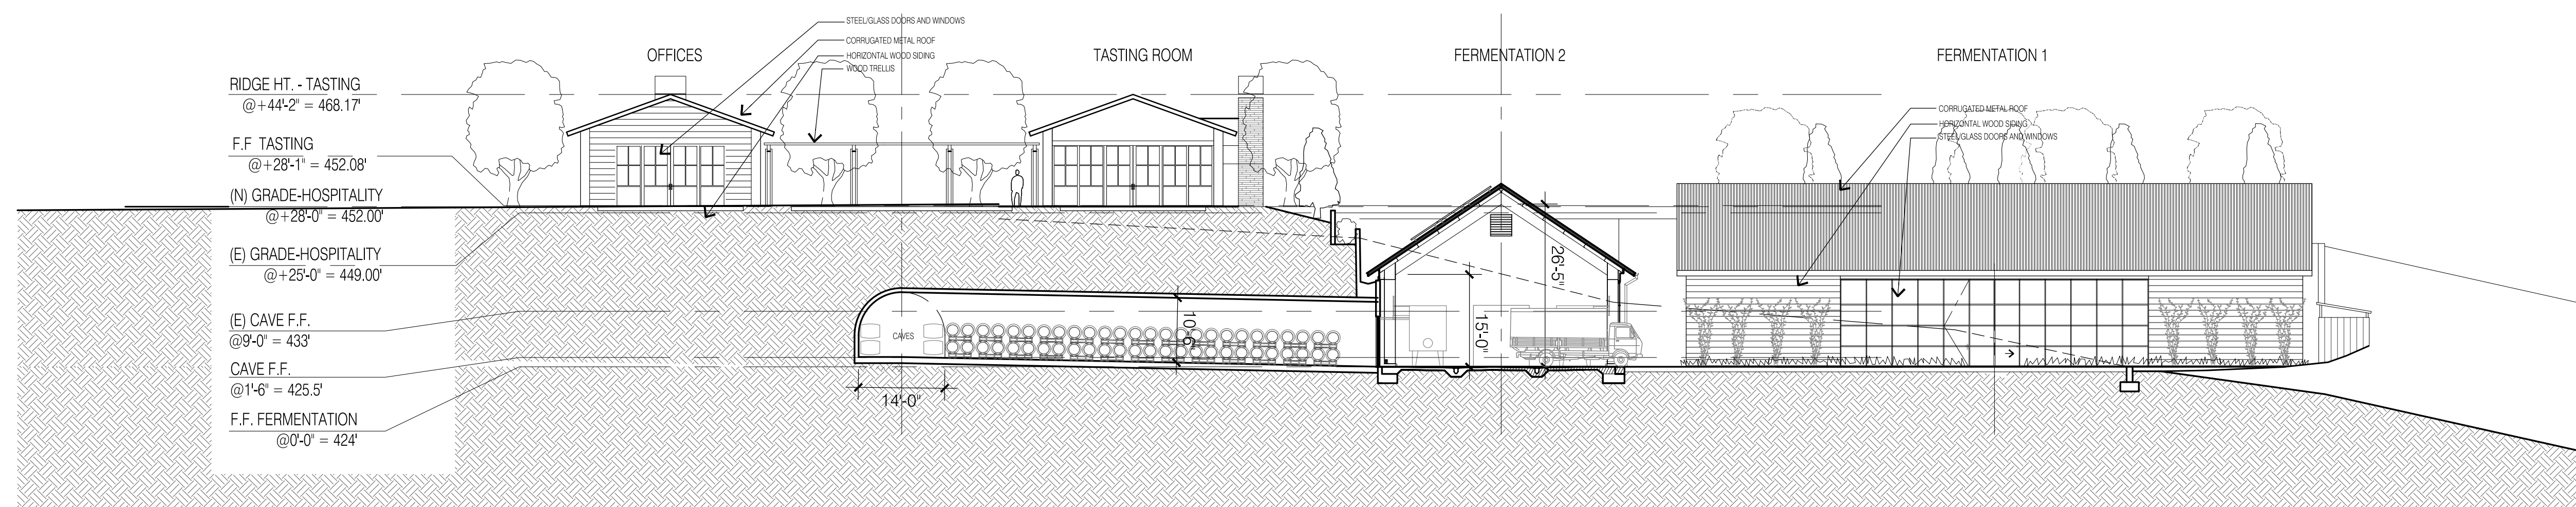 STEEL/GLASS DOORS AND WINDOWS
CORRUGATED METAL ROOF
HORIZONTAL WOOD SIDING
WOOD TRELLIS
OFFICES
TASTING ROOM
FERMENTATION 2
FERMENTATION 1
RIDGE HT. - TASTING
@+44'-2" = 468.17'
F.F TASTING
@+28'-1" = 452.08'
(N) GRADE-HOSPITALITY
@+28'-0" = 452.00'
(E) GRADE-HOSPITALITY
@+25'-0" = 449.00'
(E) CAVE F.F.
@9'-0" = 433'
CAVE F.F.
@1'-6" = 425.5'
F.F. FERMENTATION
@0'-0" = 424'
CAVES
14'-0"
10'-6"
15'-0"
26'-5"
CORRUGATED METAL ROOF
HORIZONTAL WOOD SIDING
STEEL/GLASS DOORS AND WINDOWS